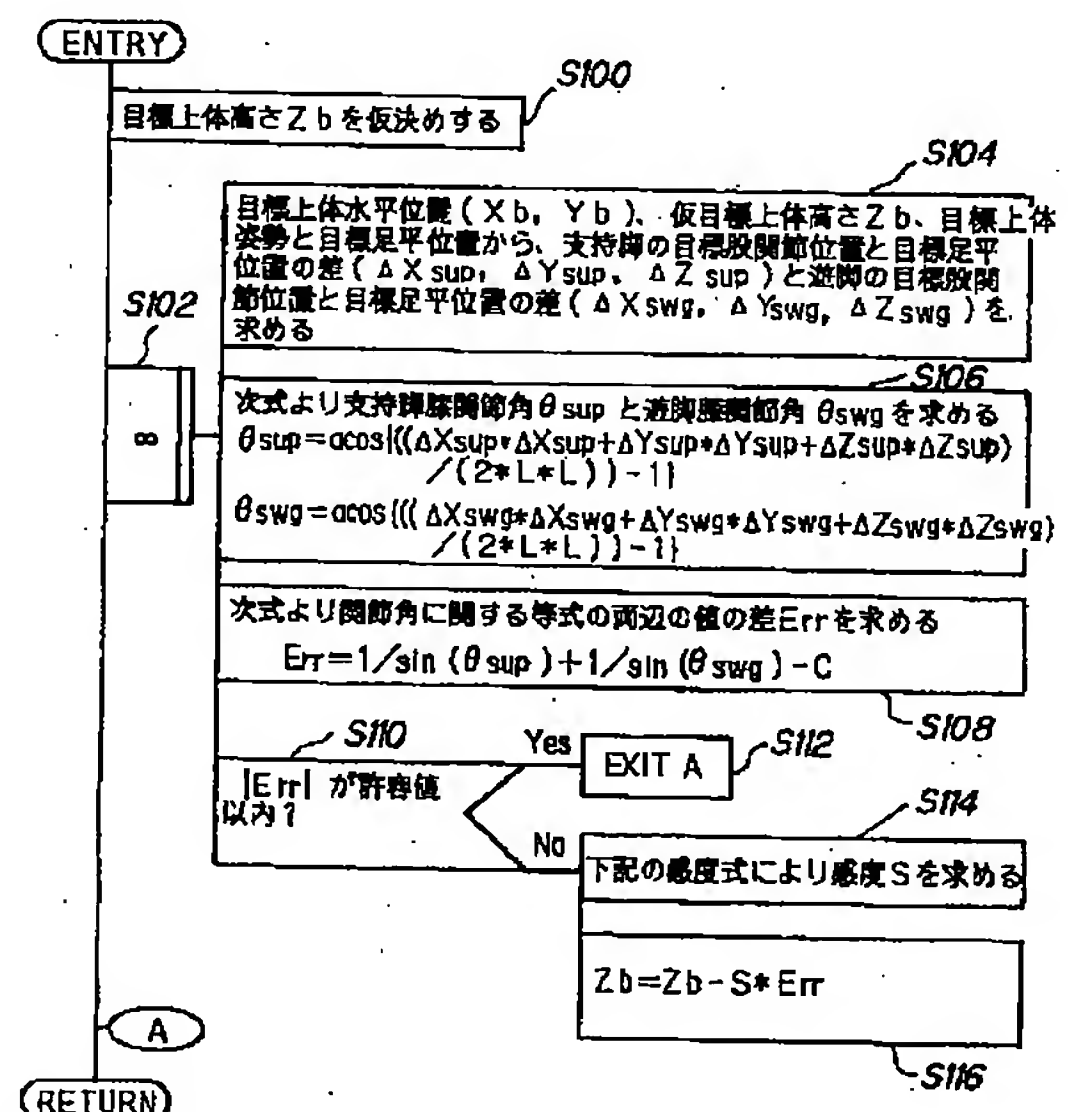 ENTRY
S100
目標上体高さZbを仮決めする
S104
目標上体水平位置(Xb, Yb)、仮目標上体高さZb、目標上体
姿勢と目標足平位置から、支持脚の目標股関節位置と目標足平
位置の差(ΔXsup, ΔYsup, ΔZsup)と遊脚の目標股関
節位置と目標足平位置の差(ΔXswg, ΔYswg, ΔZswg)を
求める
S102
∞
S106
次式より支持脚膝関節角θsupと遊脚膝関節角θswgを求める
θsup=acos{((ΔXsup*ΔXsup+ΔYsup*ΔYsup+ΔZsup*ΔZsup)
/(2*L*L))-1}
θswg=acos{(((ΔXswg*ΔXswg+ΔYswg*ΔYswg+ΔZswg*ΔZswg)
/(2*L*L))-1}
次式より関節角に関する等式の両辺の値の差Errを求める
Err=1/sin(θsup)+1/sin(θswg)-C
S108
S110
|Err|が許容値
以内?
Yes
EXIT A
S112
No
S114
下記の感度式により感度Sを求める
Zb=Zb-S*Err
S116
A
RETURN